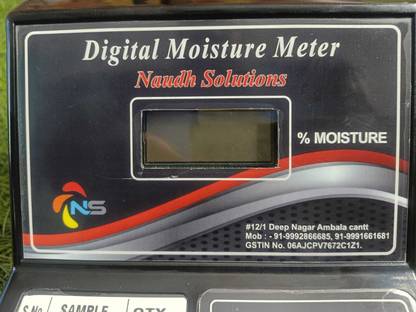 Digital Moisture Meter
Naudh Solutions
% MOISTURE
NS
#12/1 Deep Nagar Ambala cantt
Mob : - 91-9992866685, 91-9991661681
GSTIN No. 06AJCPV7672C1Z1.
S.No. SAMPLE QTY.